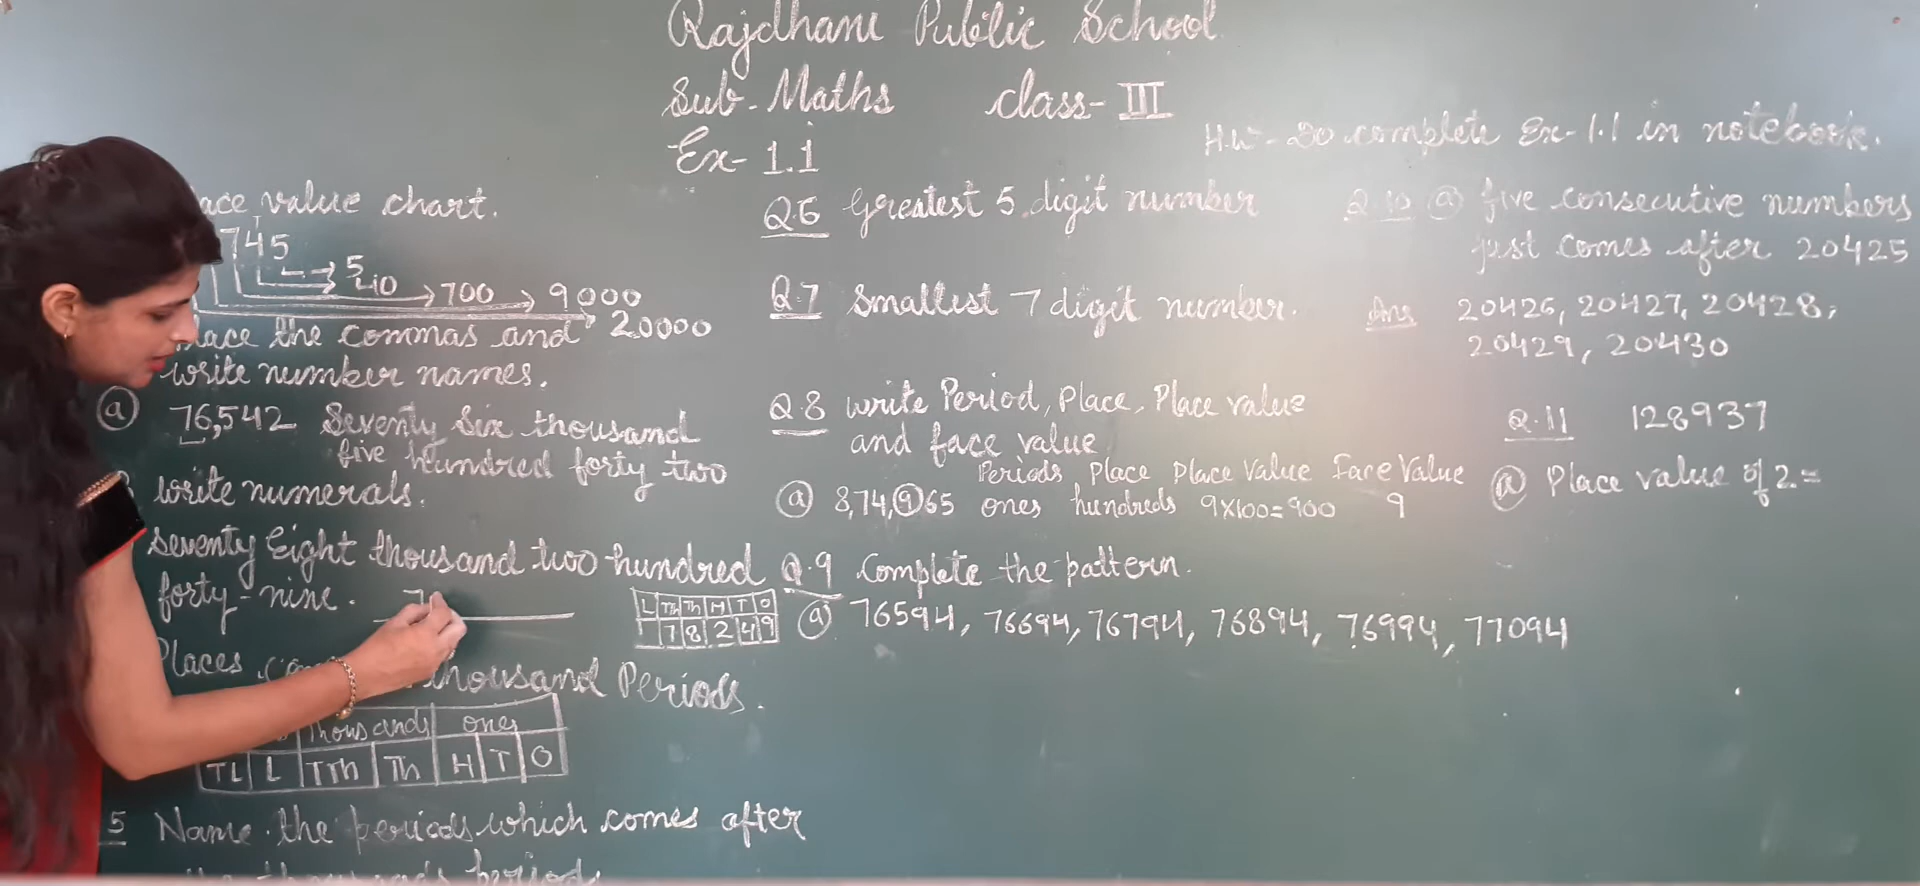 Rajdhani Public School
Sub- Maths class- III
Ex- 1.1
H.W- Do complete Ex- 1.1 in notebook.
value chart.
745
5
40
700
9000
20000
the commas and
write number names.
(a) 76,542 Seventy Six thousand
five hundred forty two
write numerals.
Seventy Eight thousand two hundred
forty-nine. 7
L TTh Th H T O
7 8 2 4 9
Places thousand Periods.
thousands ones
TL L TTh Th H T O
5 Name the periods which comes after
Q.6 Greatest 5 digit number
Q.7 Smallest 7 digit number.
Q.8 write Period, Place, Place value
and face value
Periods Place Place Value Face Value
(a) 8,74,965 ones hundreds 9X100=900 9
Q.9 Complete the pattern.
(a) 76594, 76694, 76794, 76894, 76994, 77094
Q.10 (a) five consecutive numbers
just comes after 20425
Ans 20426, 20427, 20428,
20429, 20430
Q.11 128937
(a) Place value of 2 =